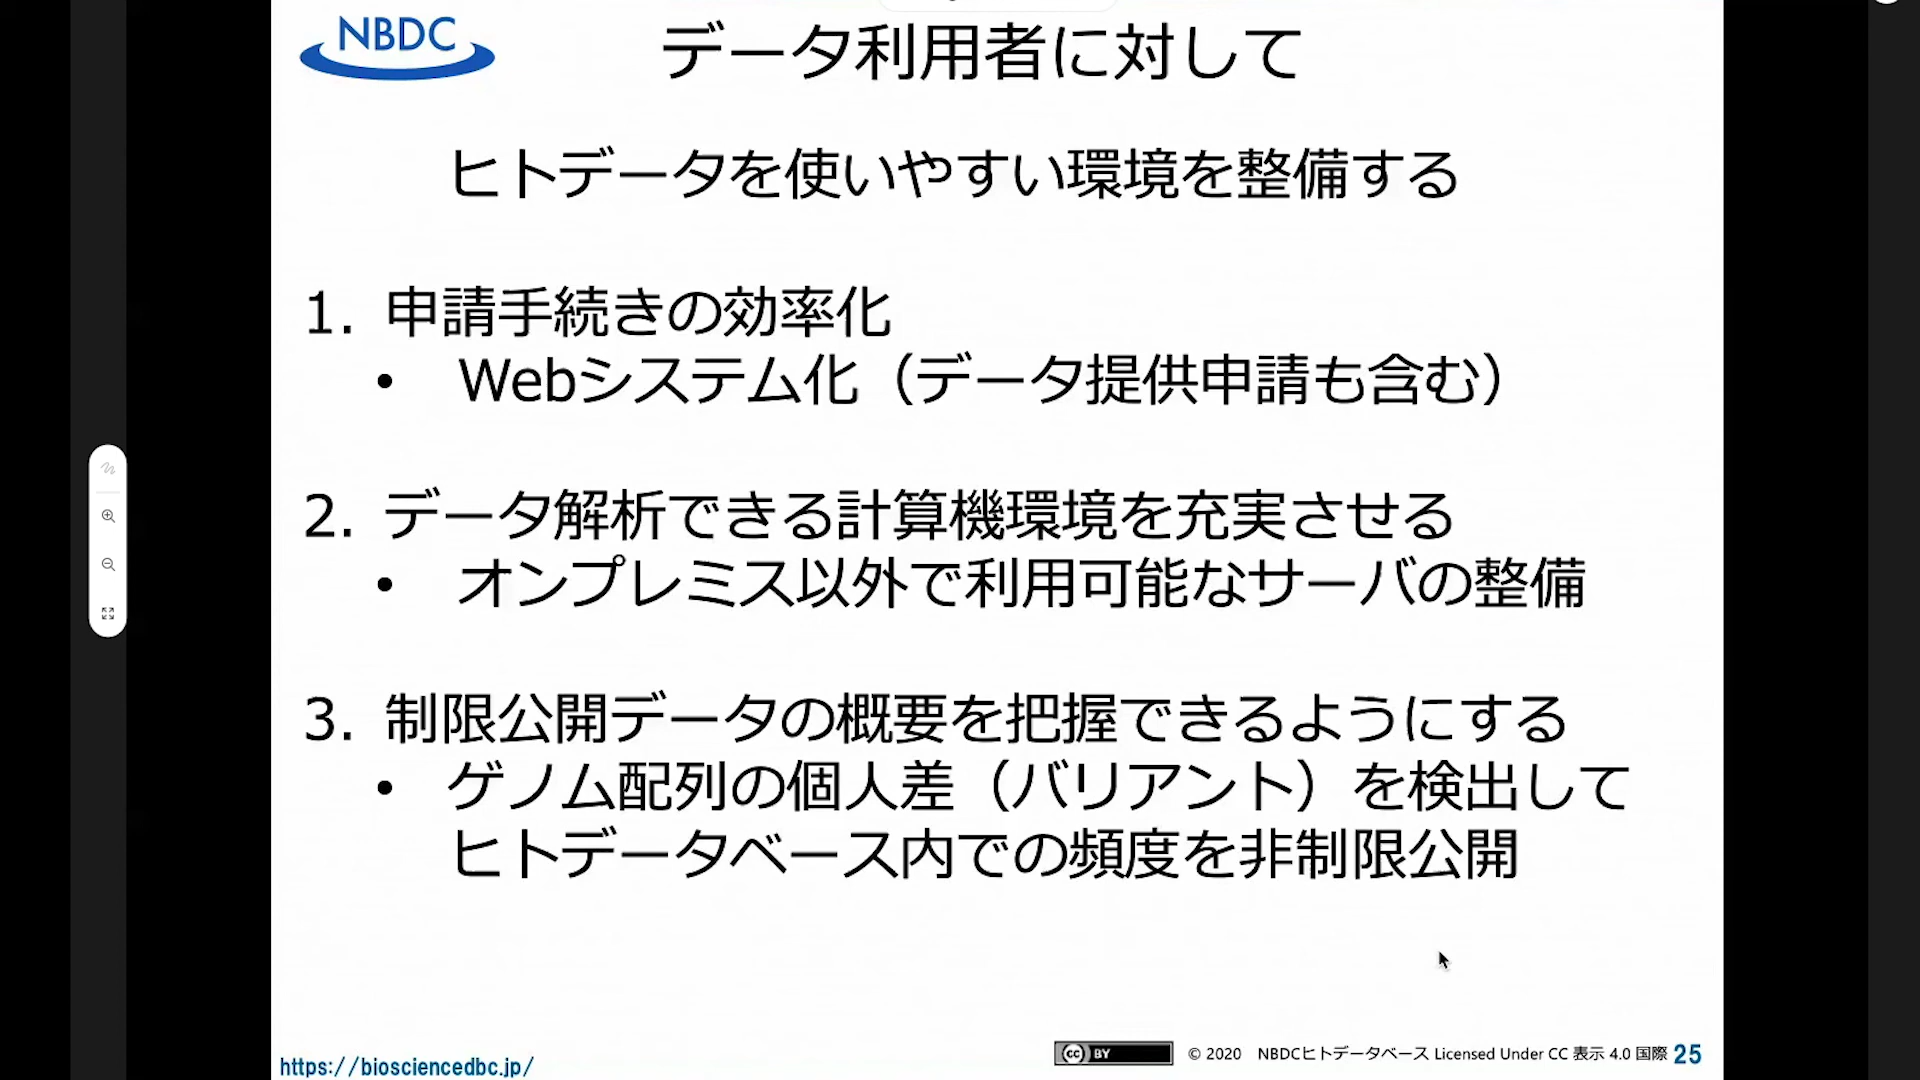 NBDC
データ利用者に対して
ヒトデータを使いやすい環境を整備する
1. 申請手続きの効率化
• Webシステム化（データ提供申請も含む）
2. データ解析できる計算機環境を充実させる
• オンプレミス以外で利用可能なサーバの整備
3. 制限公開データの概要を把握できるようにする
• ゲノム配列の個人差（バリアント）を検出して
ヒトデータベース内での頻度を非制限公開
https://biosciencedbc.jp/
cc BY © 2020 NBDCヒトデータベース Licensed Under CC 表示 4.0 国際 25